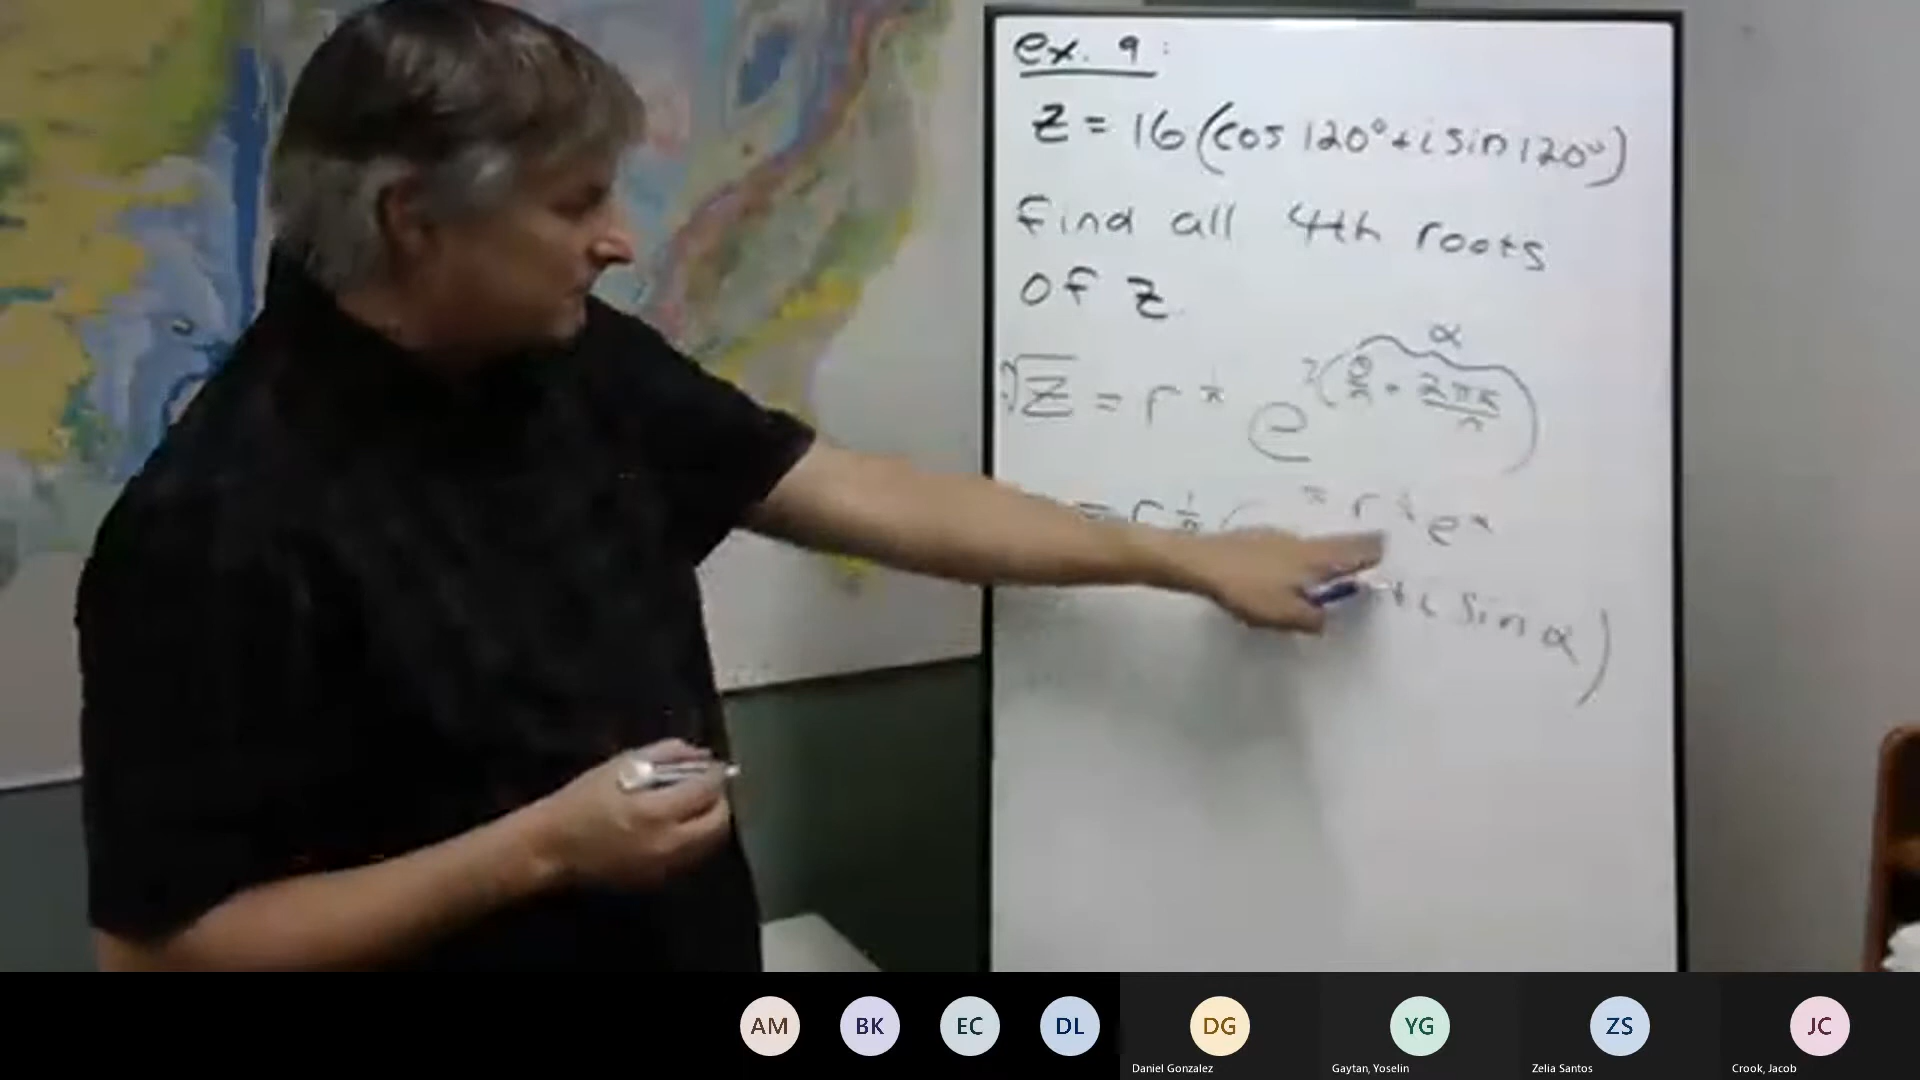 ex. 9:
z = 16(cos 120° + i sin 120°)
find all 4th roots
of z.
√z = r e
α
= r = r e
+ i sin α)
AM BK EC DL DG YG ZS JC
Daniel Gonzalez Gaytan, Yoselin Zelia Santos Crook, Jacob